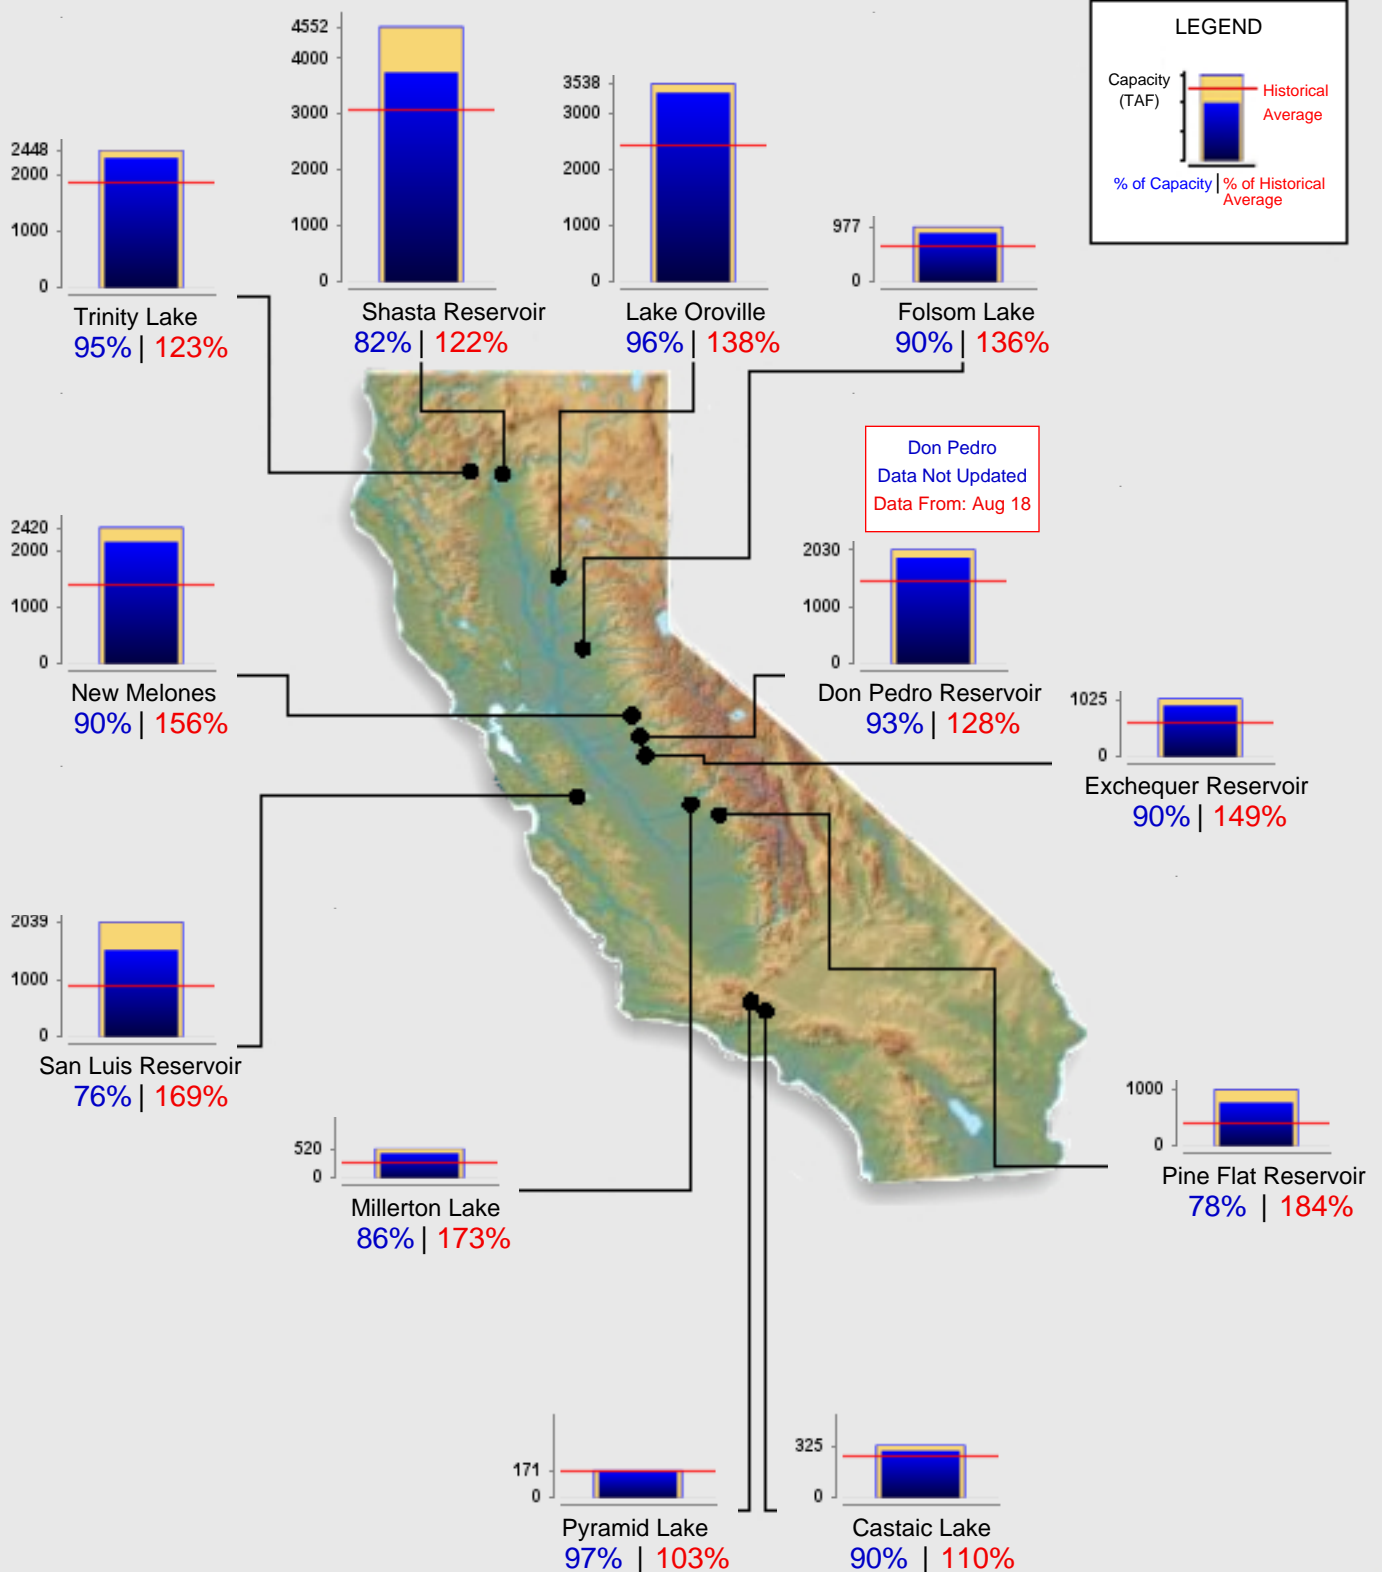 LEGEND
Capacity
(TAF)
Historical
Average
% of Capacity | % of Historical
Average
4552
4000
3000
2000
1000
0
Shasta Reservoir
82% | 122%
3538
3000
2000
1000
0
Lake Oroville
96% | 138%
2448
2000
1000
0
Trinity Lake
95% | 123%
977
0
Folsom Lake
90% | 136%
Don Pedro
Data Not Updated
Data From: Aug 18
2420
2000
1000
0
New Melones
90% | 156%
2030
1000
0
Don Pedro Reservoir
93% | 128%
1025
0
Exchequer Reservoir
90% | 149%
2039
1000
0
San Luis Reservoir
76% | 169%
520
0
Millerton Lake
86% | 173%
1000
0
Pine Flat Reservoir
78% | 184%
171
0
Pyramid Lake
97% | 103%
325
0
Castaic Lake
90% | 110%